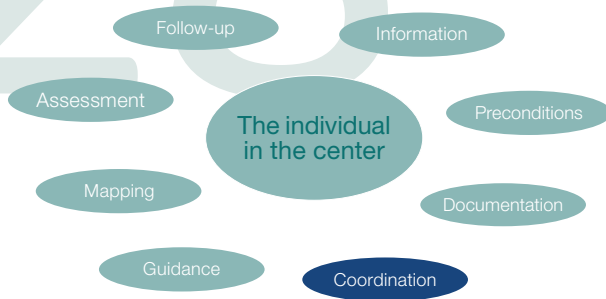 Follow-up
Information
Assessment
Preconditions
The individual
in the center
Mapping
Documentation
Guidance
Coordination